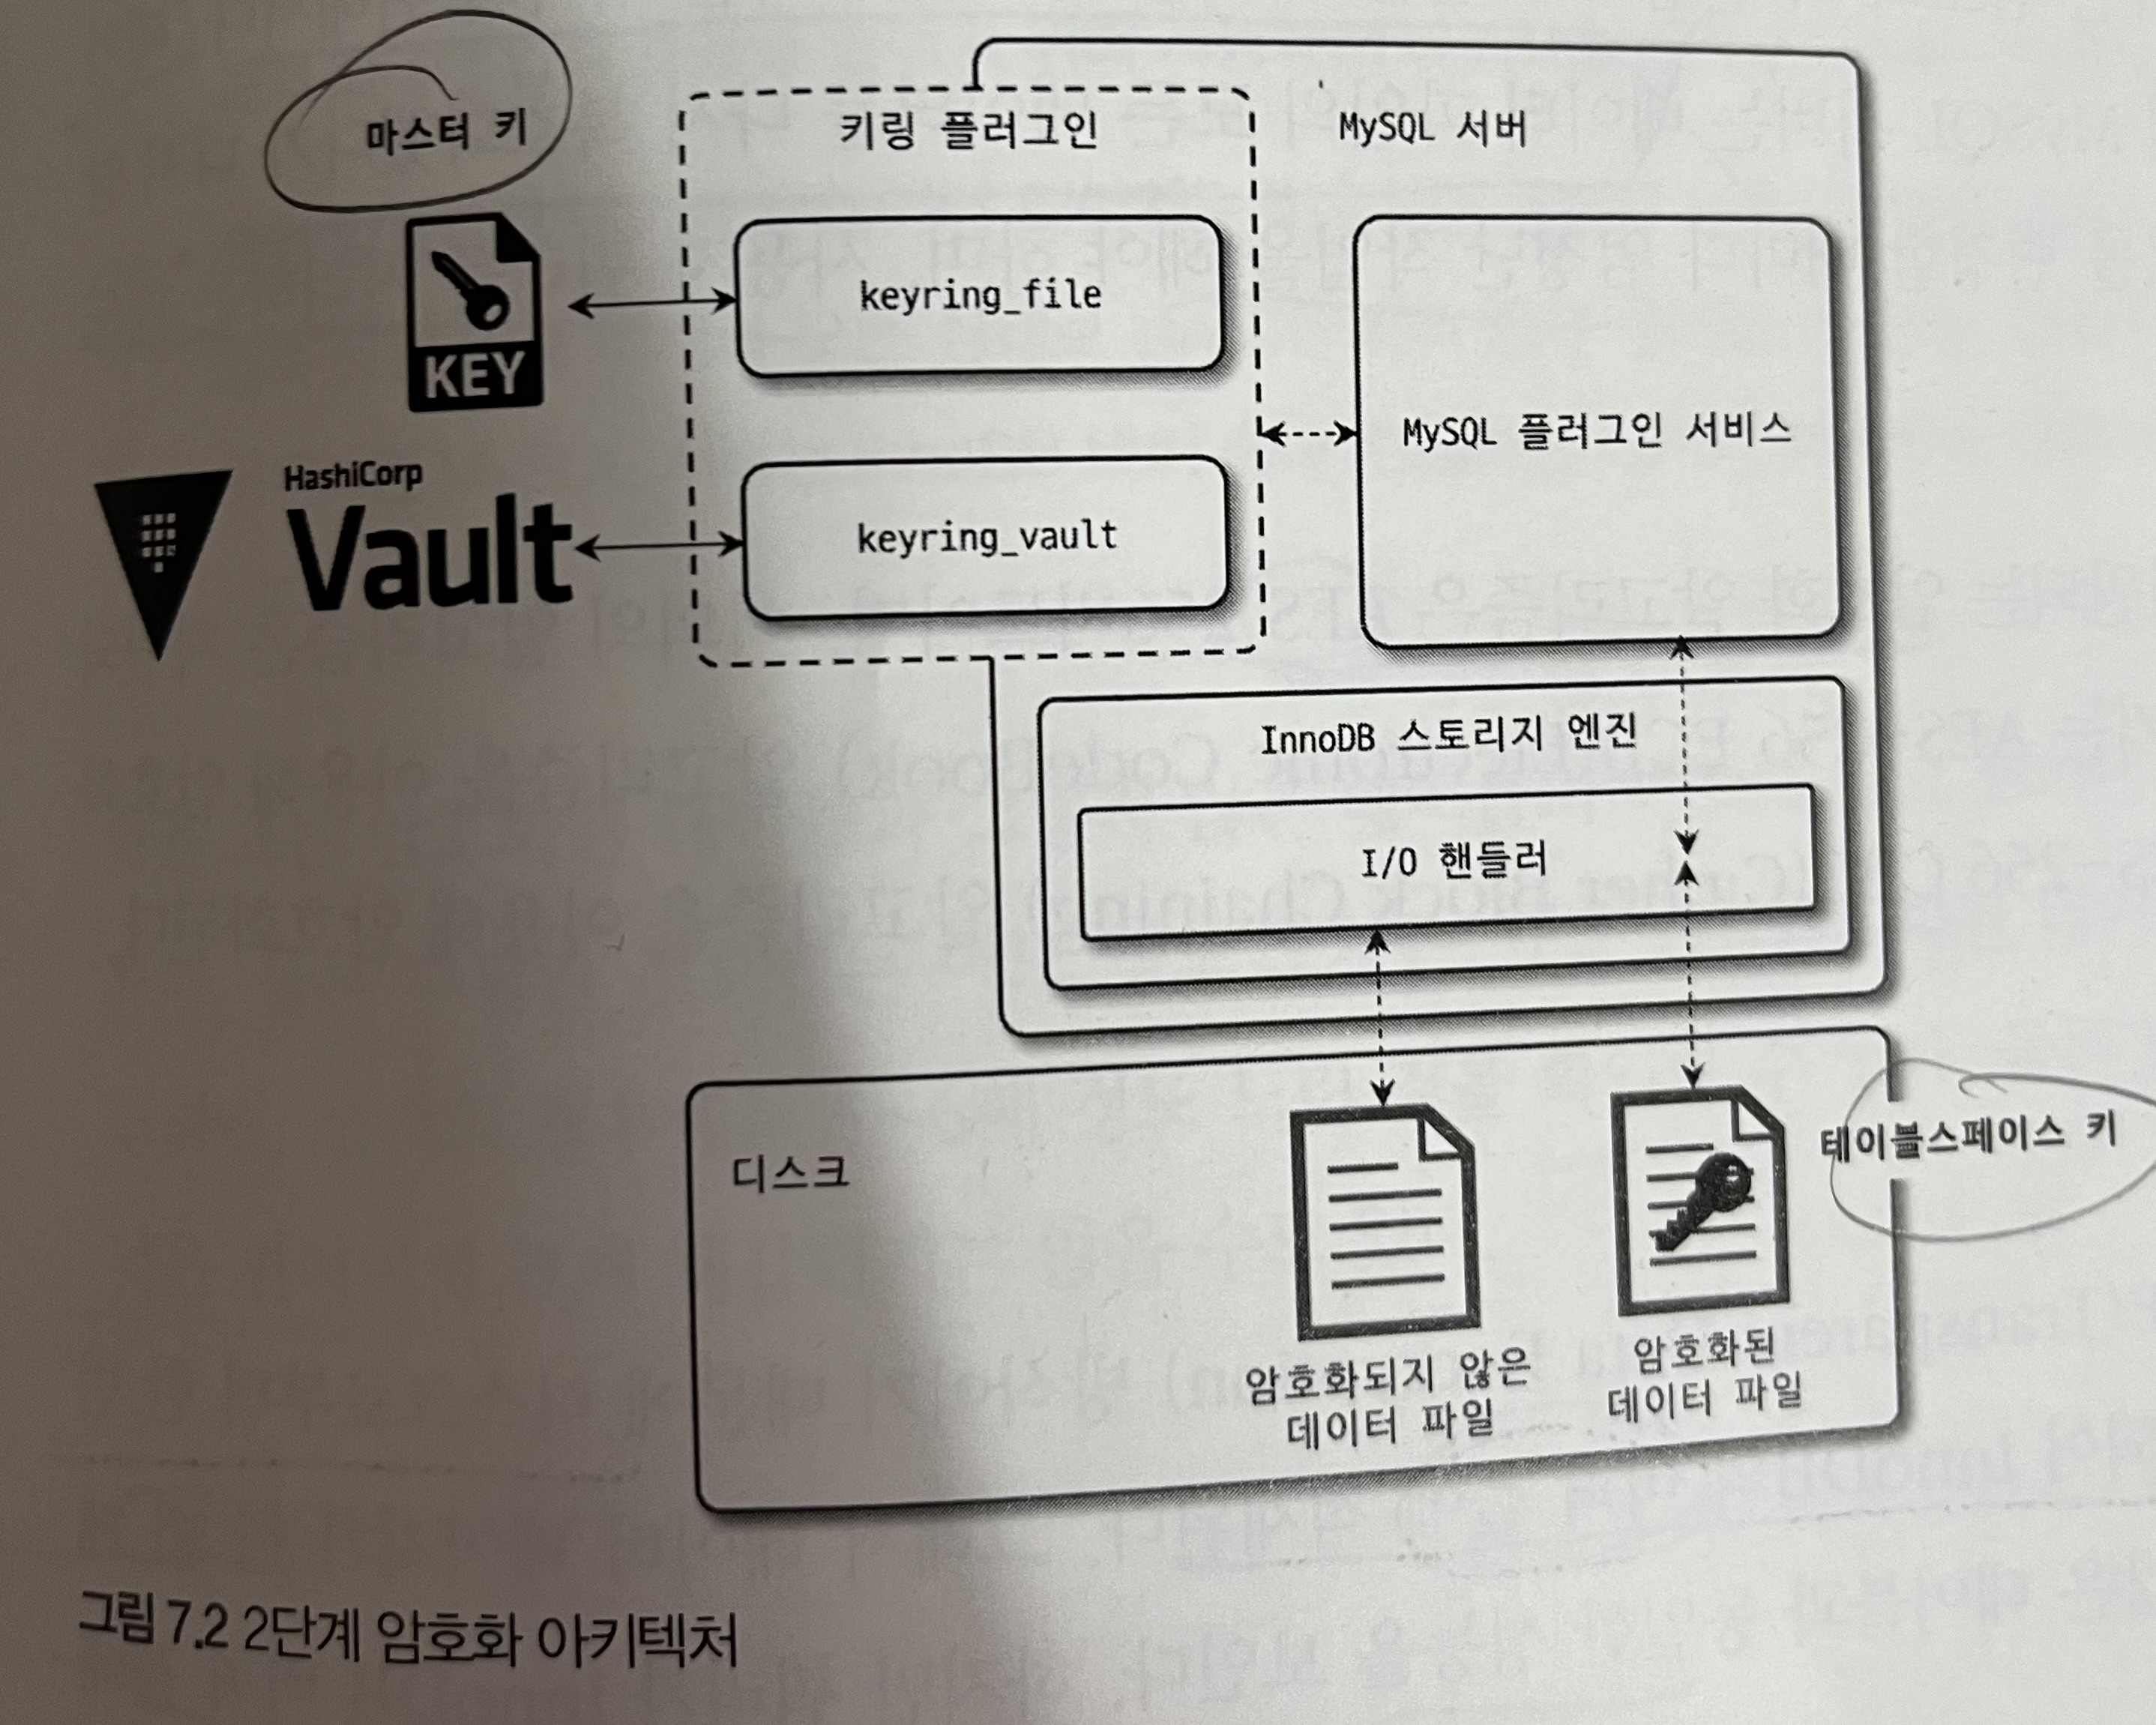 마스터 키
키링 플러그인
MySQL 서버
KEY
keyring_file
HashiCorp
Vault
keyring_vault
MySQL 플러그인 서비스
InnoDB 스토리지 엔진
I/O 핸들러
디스크
테이블스페이스 키
암호화되지 않은
데이터 파일
암호화된
데이터 파일
그림 7.2 2단계 암호화 아키텍처